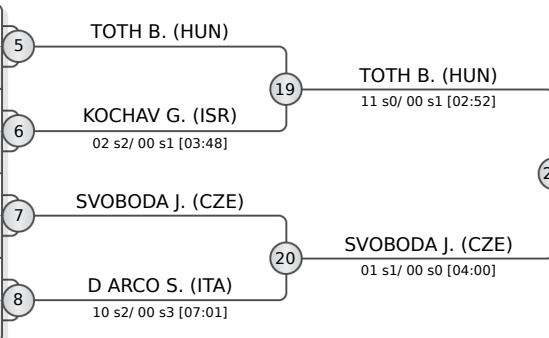 TOTH B. (HUN)
5
19
TOTH B. (HUN)
11 s0/ 00 s1 [02:52]
KOCHAV G. (ISR)
6
02 s2/ 00 s1 [03:48]
SVOBODA J. (CZE)
7
20
SVOBODA J. (CZE)
01 s1/ 00 s0 [04:00]
D ARCO S. (ITA)
8
10 s2/ 00 s3 [07:01]